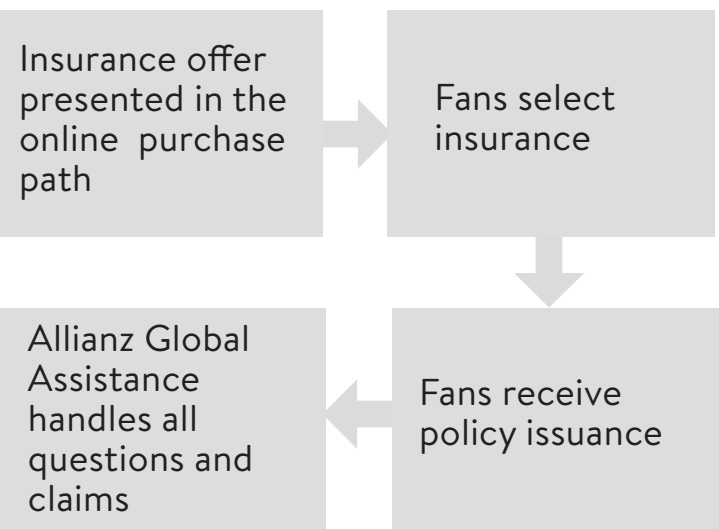 Insurance offer
presented in the
online purchase
path
Fans select
insurance
Fans receive
policy issuance
Allianz Global
Assistance
handles all
questions and
claims